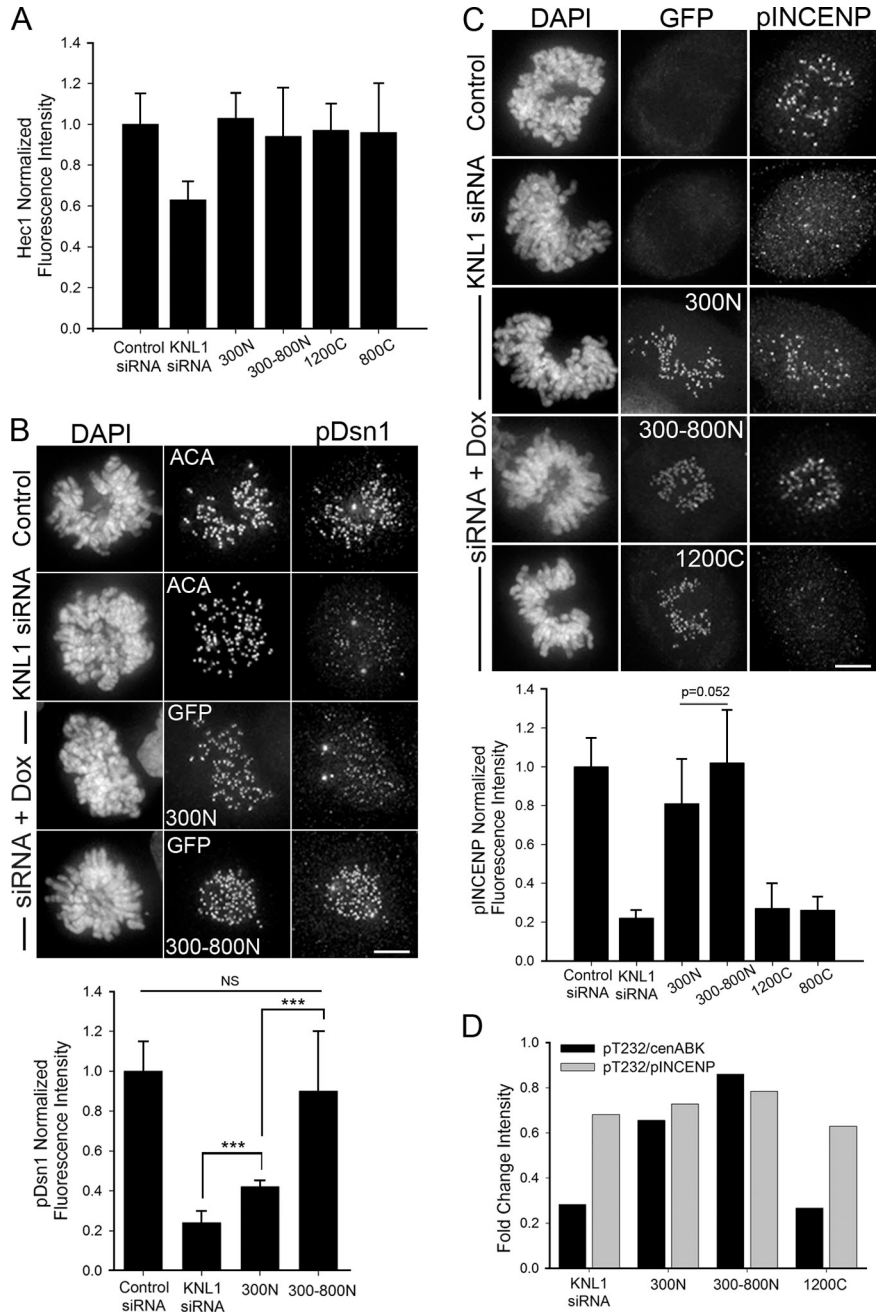 A
Hec1 Normalized
Fluorescence Intensity
1.4
1.2
1.0
0.8
0.6
0.4
0.2
0.0
Control siRNA
KNL1 siRNA
300N
300-800N
1200C
800C
B
DAPI
pDsn1
Control
ACA
KNL1 siRNA
ACA
siRNA + Dox
GFP
300N
GFP
300-800N
pDsn1 Normalized
Fluorescence Intensity
1.4
1.2
1.0
0.8
0.6
0.4
0.2
0.0
NS
***
***
Control siRNA
KNL1 siRNA
300N
300-800N
C
DAPI
GFP
pINCENP
Control
KNL1 siRNA
siRNA + Dox
300N
300-800N
1200C
pINCENP Normalized
Fluorescence Intensity
1.4
1.2
1.0
0.8
0.6
0.4
0.2
0.0
p=0.052
Control siRNA
KNL1 siRNA
300N
300-800N
1200C
800C
D
Fold Change Intensity
1.0
0.8
0.6
0.4
0.2
0.0
pT232/cenABK
pT232/pINCENP
KNL1 siRNA
300N
300-800N
1200C